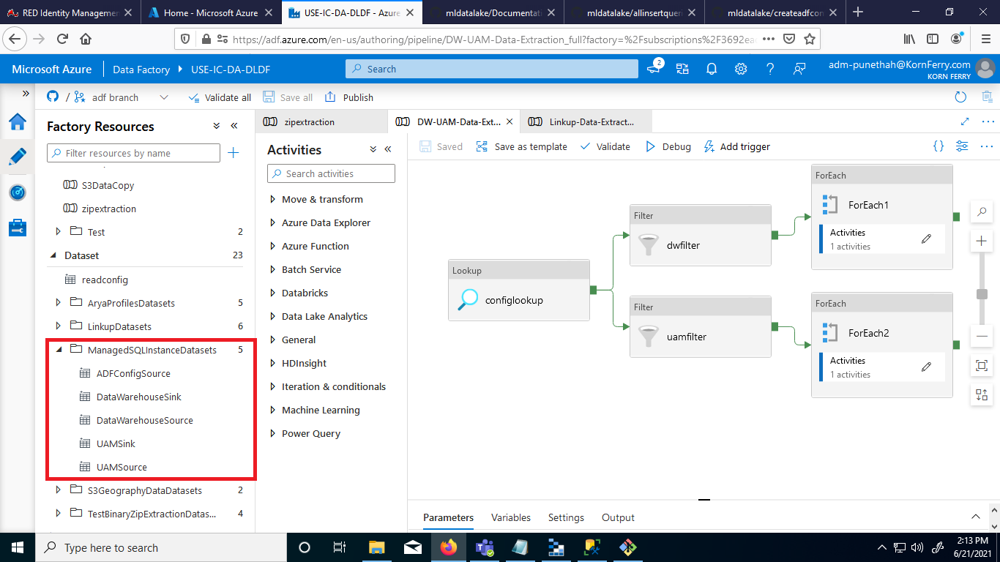 RED Identity Managemen
Home - Microsoft Azure
USE-IC-DA-DLDF - Azure
mldatalake/Documentati
mldatalake/allinsertqueri
mldatalake/createadfcon
https://adf.azure.com/en-us/authoring/pipeline/DW-UAM-Data-Extraction_full?factory=%2Fsubscriptions%2F3692ea
Microsoft Azure
Data Factory
USE-IC-DA-DLDF
Search
2
adm-punethah@KornFerry.com
KORN FERRY
/
adf branch
Validate all
Save all
Publish
Factory Resources
Filter resources by name
S3DataCopy
zipextraction
Test 2
Dataset 23
readconfig
AryaProfilesDatasets 5
LinkupDatasets 6
ManagedSQLInstanceDatasets 5
ADFConfigSource
DataWarehouseSink
DataWarehouseSource
UAMSink
UAMSource
S3GeographyDataDatasets 2
TestBinaryZipExtractionDatas... 4
zipextraction
DW-UAM-Data-Ext...
Linkup-Data-Extract...
Activities
Search activities
Move & transform
Azure Data Explorer
Azure Function
Batch Service
Databricks
Data Lake Analytics
General
HDInsight
Iteration & conditionals
Machine Learning
Power Query
Saved
Save as template
Validate
Debug
Add trigger
{}
Lookup
configlookup
Filter
dwfilter
Filter
uamfilter
ForEach
ForEach1
Activities
1 activities
ForEach
ForEach2
Activities
1 activities
Parameters
Variables
Settings
Output
Type here to search
2:13 PM
6/21/2021